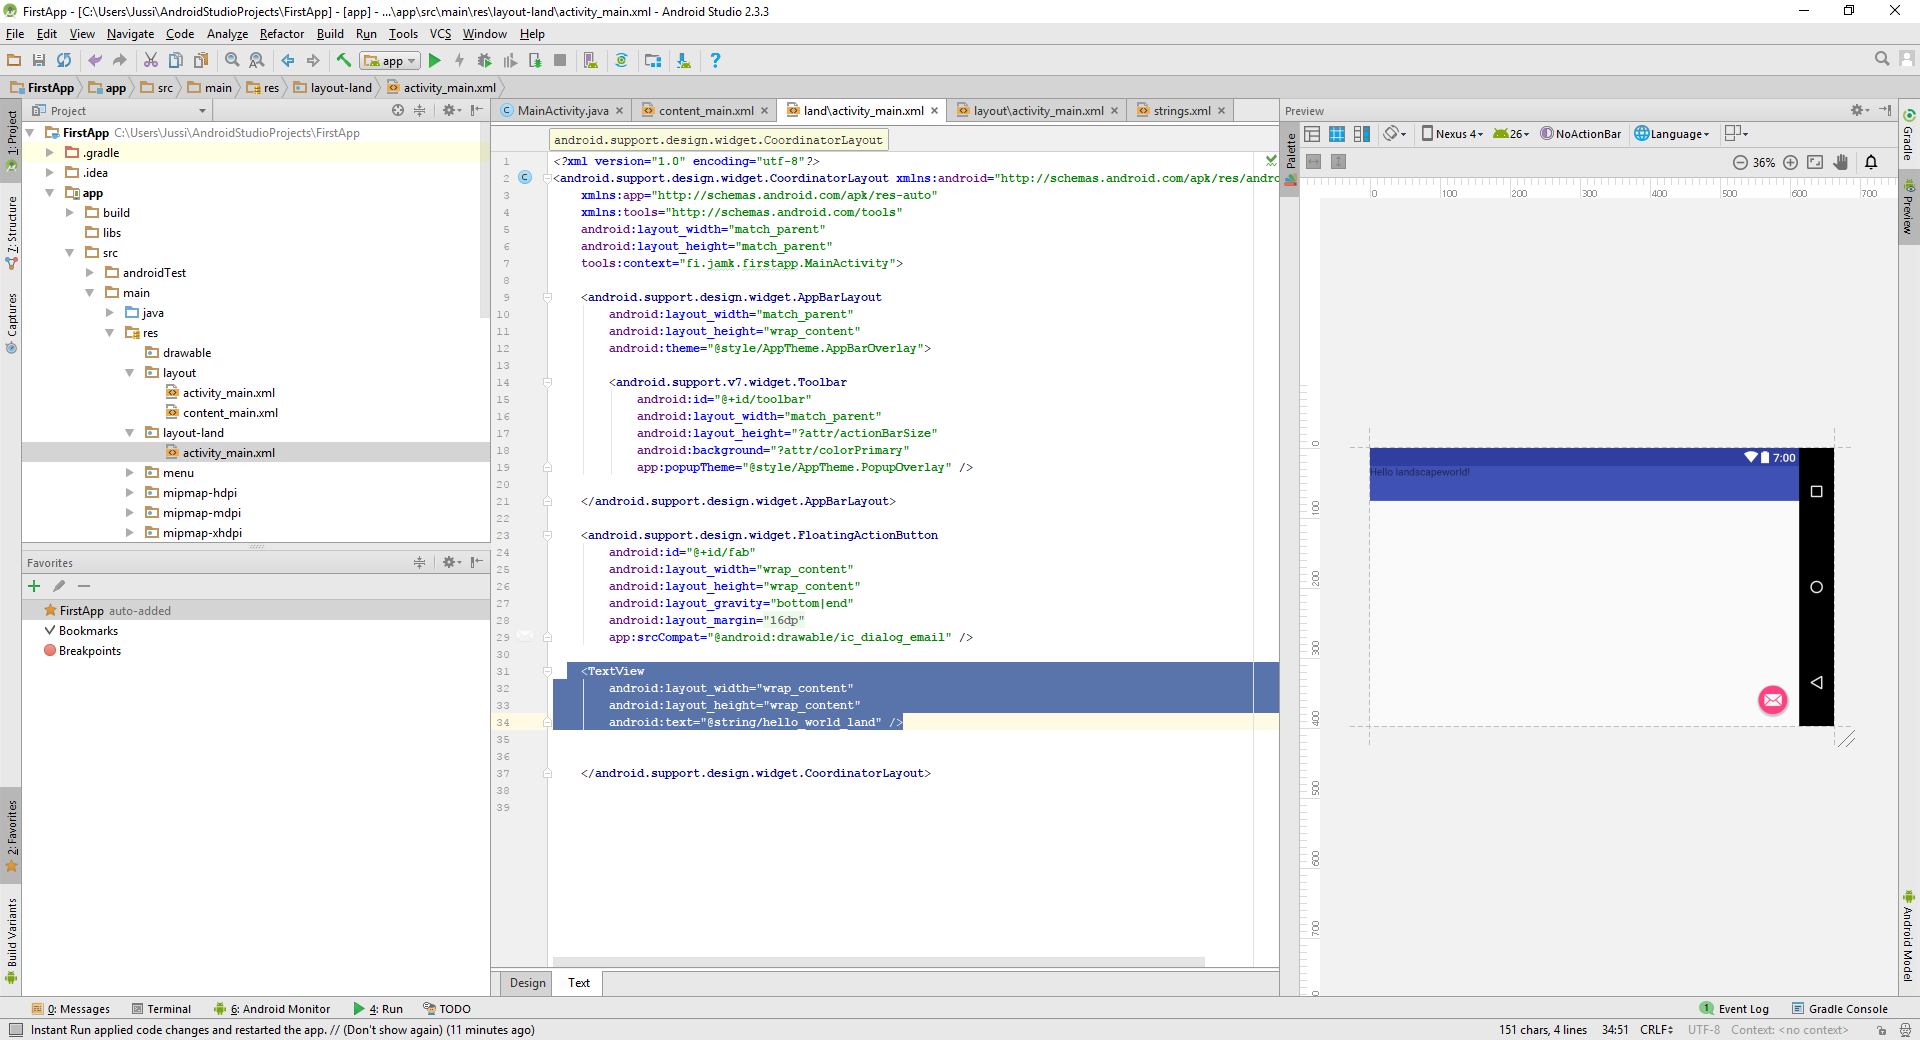 FirstApp - [C:\Users\Jussi\AndroidStudioProjects\FirstApp] - [app] - ...\app\src\main\res\layout-land\activity_main.xml - Android Studio 2.3.3
File Edit View Navigate Code Analyze Refactor Build Run Tools VCS Window Help
app
FirstApp app src main res layout-land activity_main.xml
1: Project
7: Structure
Captures
2: Favorites
Build Variants
Project
FirstApp C:\Users\Jussi\AndroidStudioProjects\FirstApp
.gradle
.idea
app
build
libs
src
androidTest
main
java
res
drawable
layout
activity_main.xml
content_main.xml
layout-land
activity_main.xml
menu
mipmap-hdpi
mipmap-mdpi
mipmap-xhdpi
Favorites
FirstApp auto-added
Bookmarks
Breakpoints
MainActivity.java content_main.xml land\activity_main.xml layout\activity_main.xml strings.xml
android.support.design.widget.CoordinatorLayout
1 <?xml version="1.0" encoding="utf-8"?>
2 <android.support.design.widget.CoordinatorLayout xmlns:android="http://schemas.android.com/apk/res/andro
3 xmlns:app="http://schemas.android.com/apk/res-auto"
4 xmlns:tools="http://schemas.android.com/tools"
5 android:layout_width="match_parent"
6 android:layout_height="match_parent"
7 tools:context="fi.jamk.firstapp.MainActivity">
8
9 <android.support.design.widget.AppBarLayout
10 android:layout_width="match_parent"
11 android:layout_height="wrap_content"
12 android:theme="@style/AppTheme.AppBarOverlay">
13
14 <android.support.v7.widget.Toolbar
15 android:id="@+id/toolbar"
16 android:layout_width="match_parent"
17 android:layout_height="?attr/actionBarSize"
18 android:background="?attr/colorPrimary"
19 app:popupTheme="@style/AppTheme.PopupOverlay" />
20
21 </android.support.design.widget.AppBarLayout>
22
23 <android.support.design.widget.FloatingActionButton
24 android:id="@+id/fab"
25 android:layout_width="wrap_content"
26 android:layout_height="wrap_content"
27 android:layout_gravity="bottom|end"
28 android:layout_margin="16dp"
29 app:srcCompat="@android:drawable/ic_dialog_email" />
30
31 <TextView
32 android:layout_width="wrap_content"
33 android:layout_height="wrap_content"
34 android:text="@string/hello_world_land" />
35
36
37 </android.support.design.widget.CoordinatorLayout>
38
39
Design Text
Preview
Palette
Nexus 4 26 NoActionBar Language
36%
0 100 200 300 400 500 600 700
0
100
200
300
400
500
600
700
7:00
Hello landscapeworld!
Gradle
Preview
Android Model
0: Messages Terminal 6: Android Monitor 4: Run TODO 1 Event Log Gradle Console
Instant Run applied code changes and restarted the app. // (Don't show again) (11 minutes ago) 151 chars, 4 lines 34:51 CRLF UTF-8 Context: <no context>